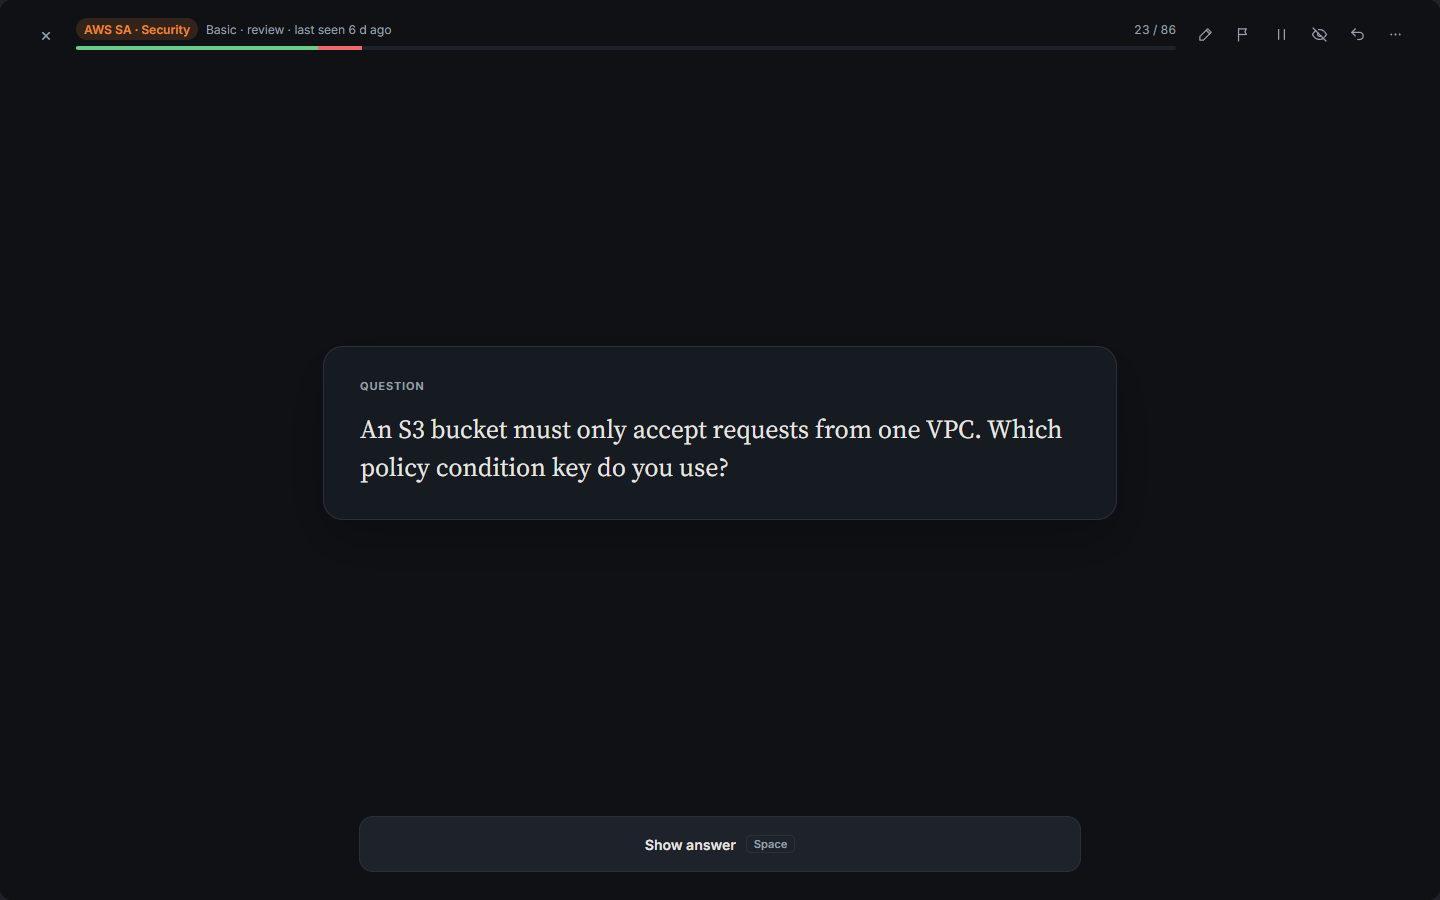 AWS SA · Security Basic · review · last seen 6 d ago 23 / 86
QUESTION
An S3 bucket must only accept requests from one VPC. Which
policy condition key do you use?
Show answer Space